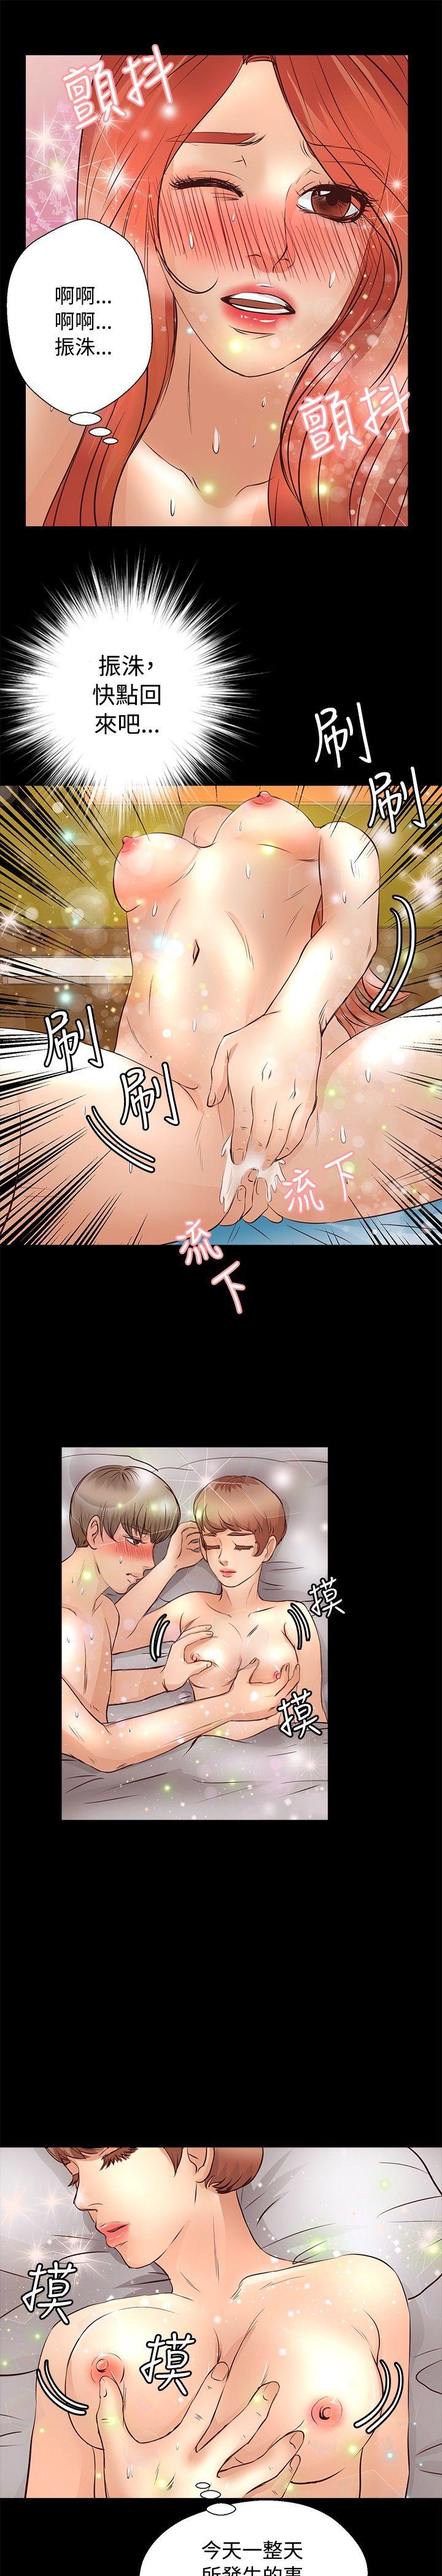 顫抖
啊啊…
啊啊…
振洙…
顫抖
振洙，
快點回
來吧…
刷
刷
刷
刷
流下
流
下
摸
摸
摸
摸
今天一整天
所發生的事